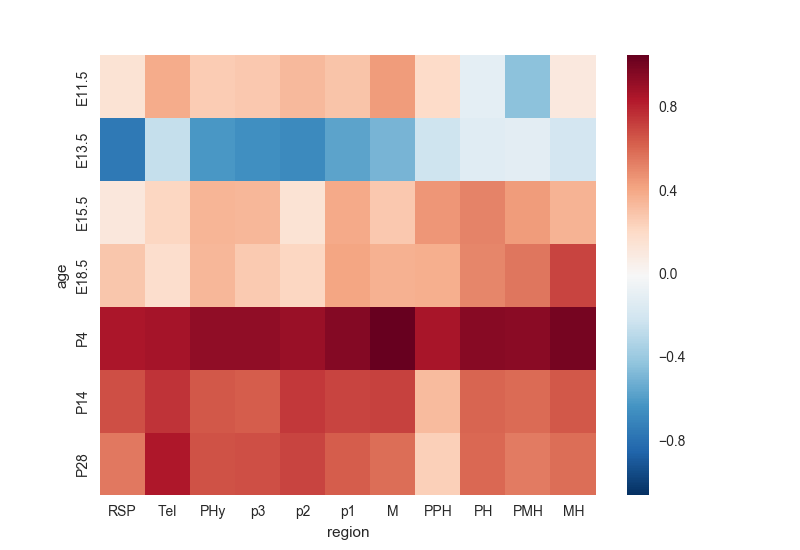 age
E11.5
E13.5
E15.5
E18.5
P4
P14
P28
RSP Tel PHy p3 p2 p1 M PPH PH PMH MH
region
0.8
0.4
0.0
−0.4
−0.8